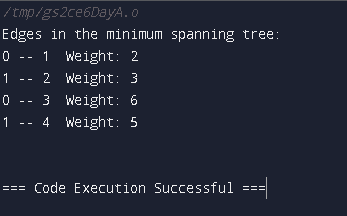 /tmp/gs2ce6DayA.o
Edges in the minimum spanning tree:
0 -- 1  Weight: 2
1 -- 2  Weight: 3
0 -- 3  Weight: 6
1 -- 4  Weight: 5
=== Code Execution Successful ===